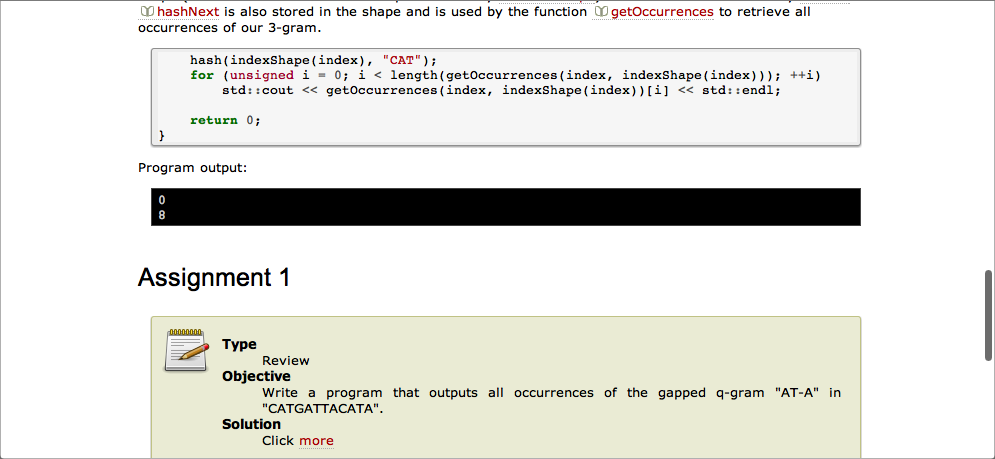 hashNext is also stored in the shape and is used by the function getOccurrences to retrieve all
occurrences of our 3-gram.
hash(indexShape(index), "CAT");
for (unsigned i = 0; i < length(getOccurrences(index, indexShape(index))); ++i)
std::cout << getOccurrences(index, indexShape(index))[i] << std::endl;
return 0;
}
Program output:
0
8
Assignment 1
Type
Review
Objective
Write a program that outputs all occurrences of the gapped q-gram "AT-A" in
"CATGATTACATA".
Solution
Click more